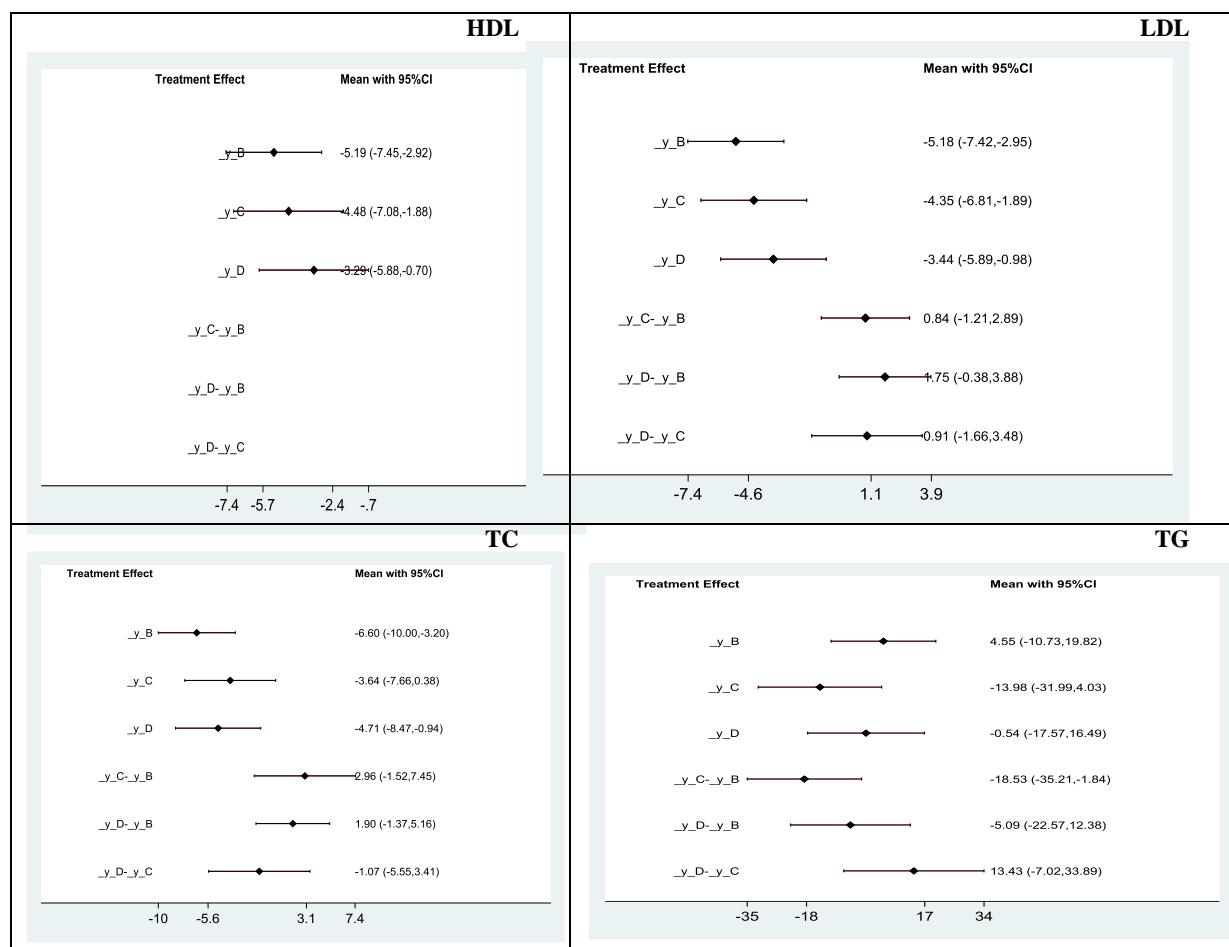 HDL
Treatment Effect Mean with 95%CI
_y_B -5.19 (-7.45,-2.92)
_y_C -4.48 (-7.08,-1.88)
_y_D -3.29 (-5.88,-0.70)
_y_C-_y_B
_y_D-_y_B
_y_D-_y_C
-7.4 -5.7 -2.4 -.7
LDL
Treatment Effect Mean with 95%CI
_y_B -5.18 (-7.42,-2.95)
_y_C -4.35 (-6.81,-1.89)
_y_D -3.44 (-5.89,-0.98)
_y_C-_y_B 0.84 (-1.21,2.89)
_y_D-_y_B 1.75 (-0.38,3.88)
_y_D-_y_C 0.91 (-1.66,3.48)
-7.4 -4.6 1.1 3.9
TC
Treatment Effect Mean with 95%CI
_y_B -6.60 (-10.00,-3.20)
_y_C -3.64 (-7.66,0.38)
_y_D -4.71 (-8.47,-0.94)
_y_C-_y_B 2.96 (-1.52,7.45)
_y_D-_y_B 1.90 (-1.37,5.16)
_y_D-_y_C -1.07 (-5.55,3.41)
-10 -5.6 3.1 7.4
TG
Treatment Effect Mean with 95%CI
_y_B 4.55 (-10.73,19.82)
_y_C -13.98 (-31.99,4.03)
_y_D -0.54 (-17.57,16.49)
_y_C-_y_B -18.53 (-35.21,-1.84)
_y_D-_y_B -5.09 (-22.57,12.38)
_y_D-_y_C 13.43 (-7.02,33.89)
-35 -18 17 34